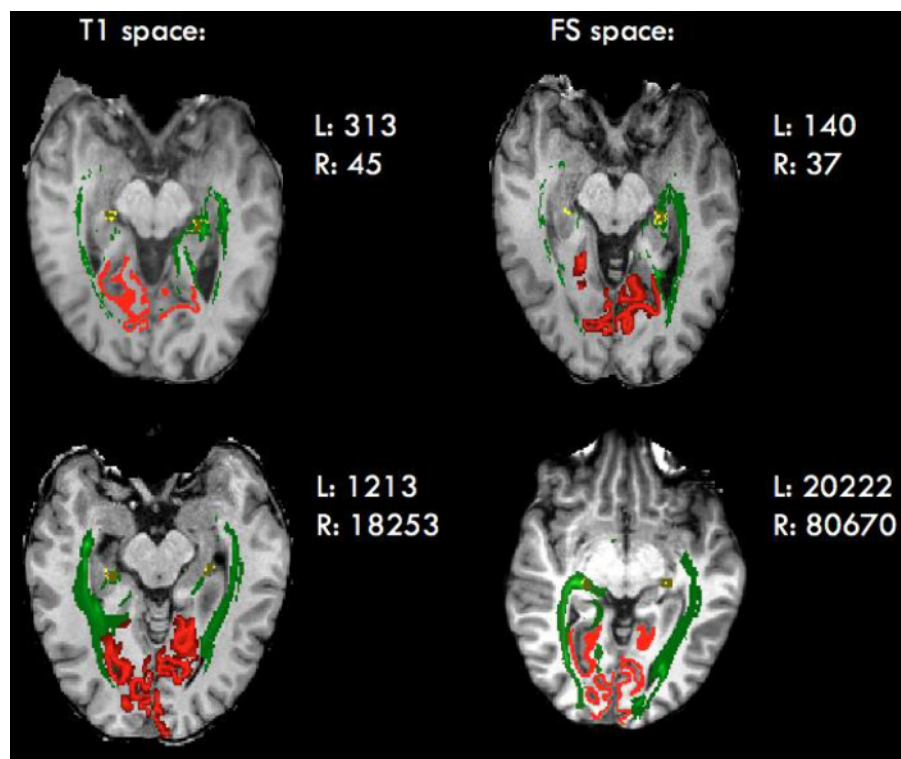 T1 space:
FS space:
L: 313
R: 45
L: 140
R: 37
L: 1213
R: 18253
L: 20222
R: 80670